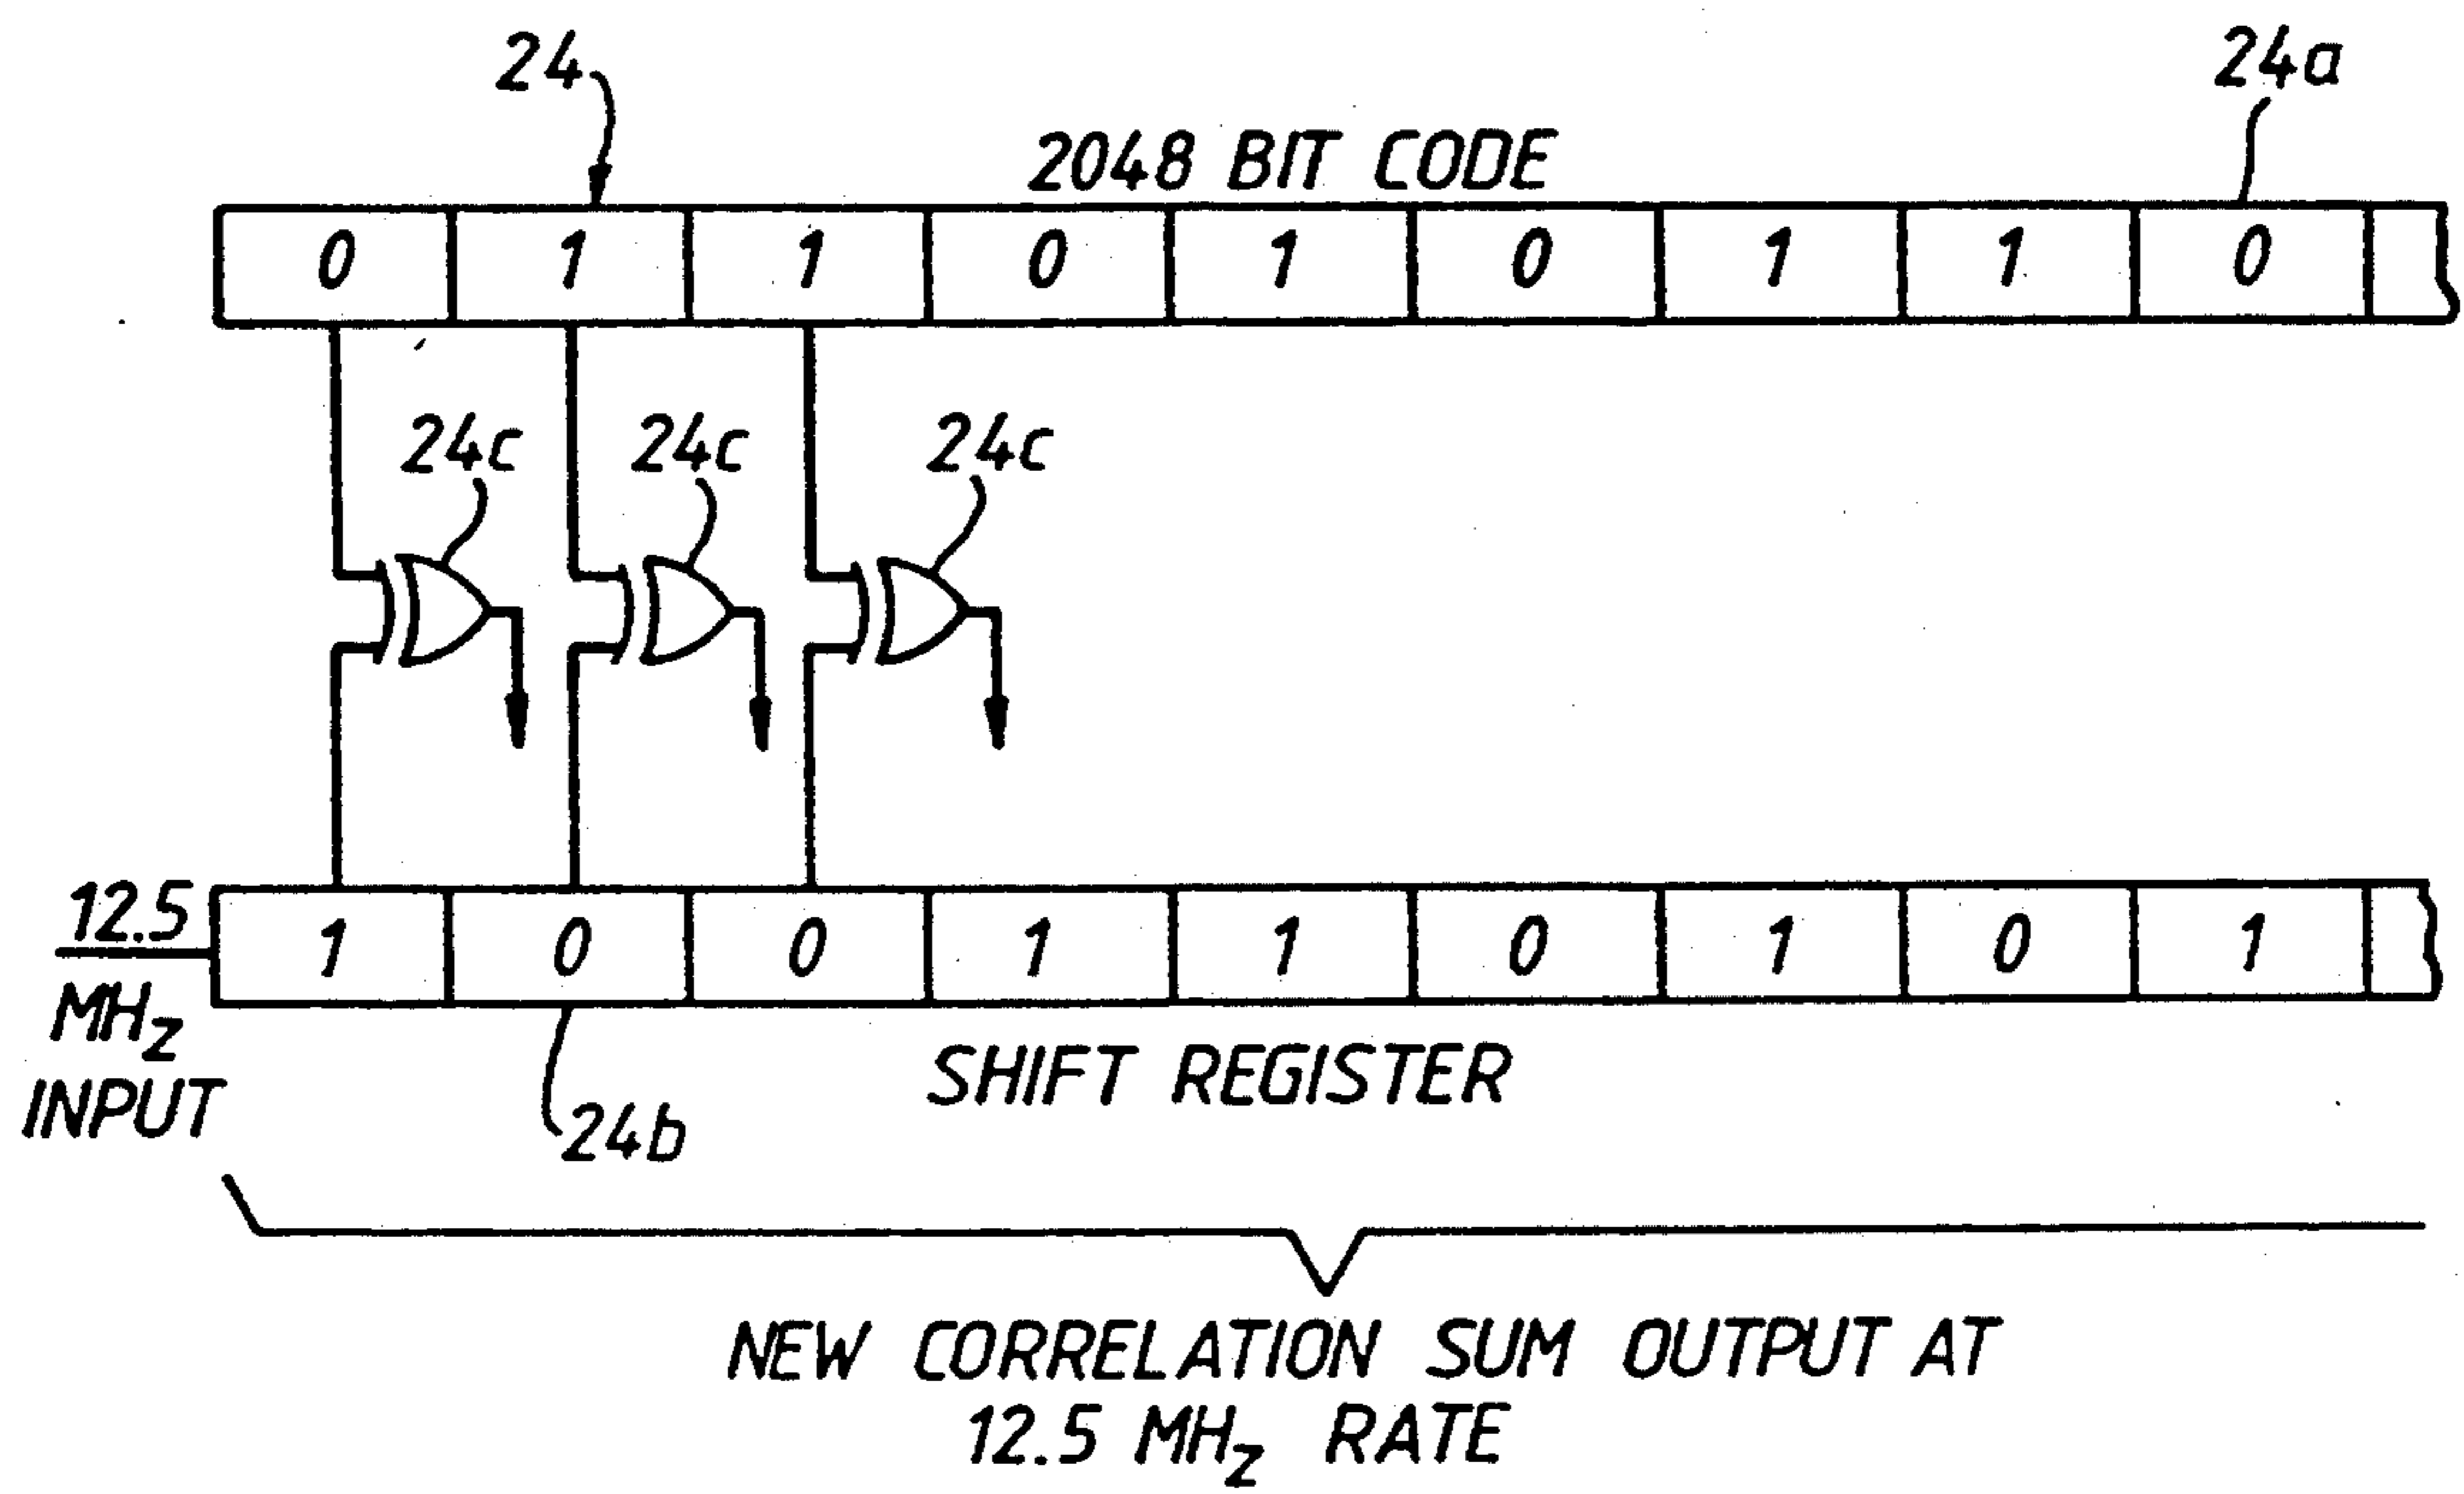 24
24a
2048 BIT CODE
0 1 1 0 1 0 1 1 0
24c 24c 24c
12.5
MHz
INPUT
1 0 0 1 1 0 1 0 1
24b
SHIFT REGISTER
NEW CORRELATION SUM OUTPUT AT
12.5 MHz RATE